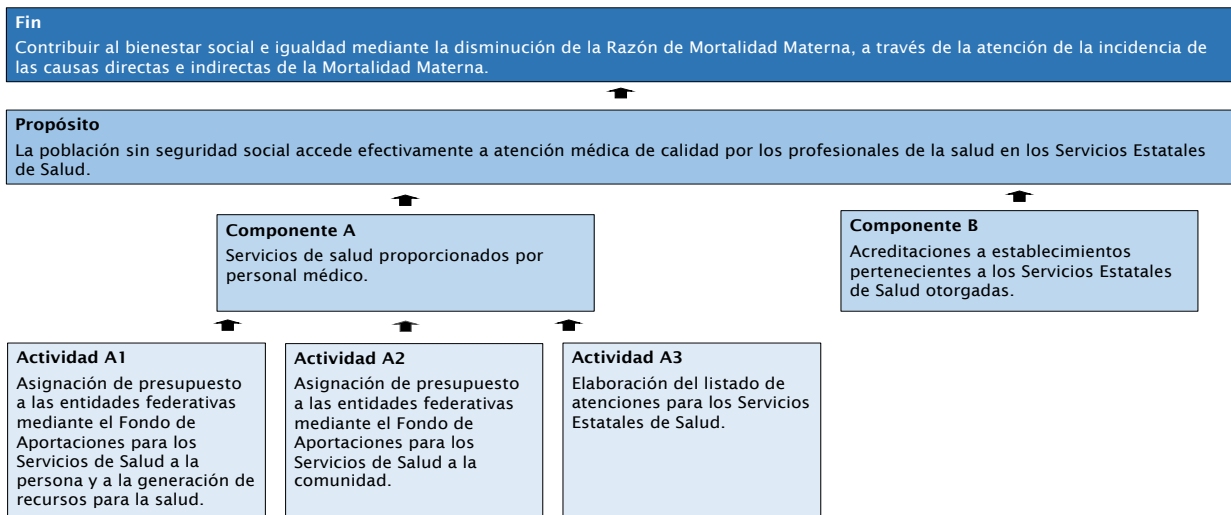 Fin
Contribuir al bienestar social e igualdad mediante la disminución de la Razón de Mortalidad Materna, a través de la atención de la incidencia de
las causas directas e indirectas de la Mortalidad Materna.
Propósito
La población sin seguridad social accede efectivamente a atención médica de calidad por los profesionales de la salud en los Servicios Estatales
de Salud.
Componente A
Servicios de salud proporcionados por
personal médico.
Componente B
Acreditaciones a establecimientos
pertenecientes a los Servicios Estatales
de Salud otorgadas.
Actividad A1
Asignación de presupuesto
a las entidades federativas
mediante el Fondo de
Aportaciones para los
Servicios de Salud a la
persona y a la generación de
recursos para la salud.
Actividad A2
Asignación de presupuesto
a las entidades federativas
mediante el Fondo de
Aportaciones para los
Servicios de Salud a la
comunidad.
Actividad A3
Elaboración del listado de
atenciones para los Servicios
Estatales de Salud.